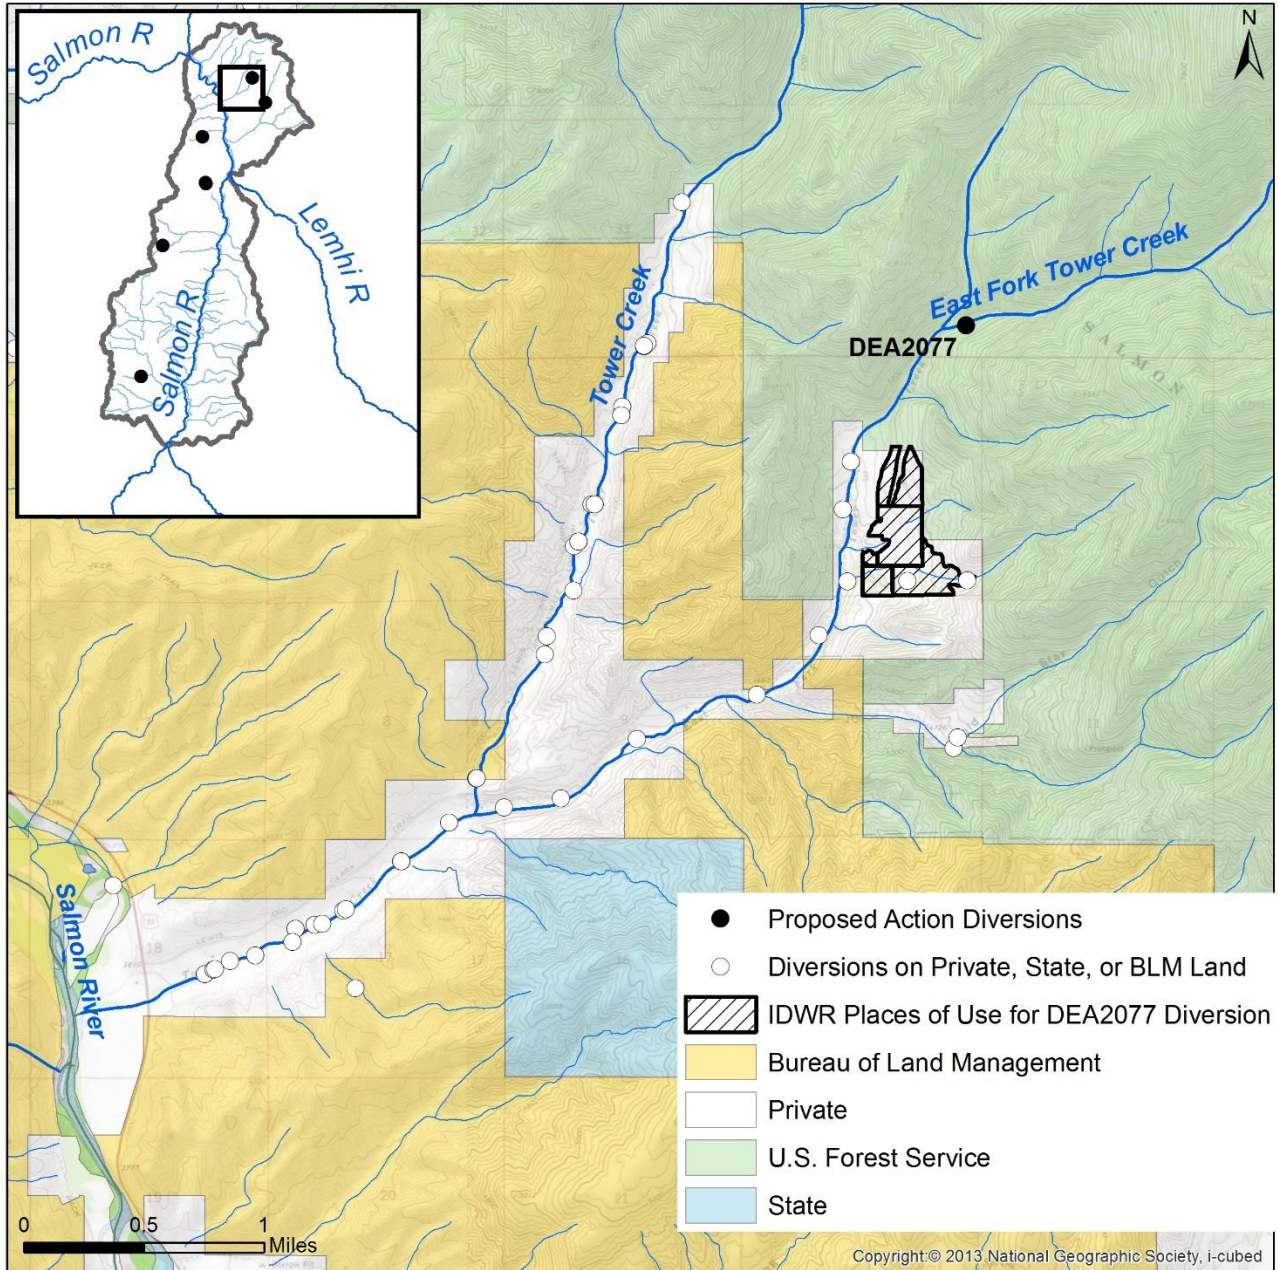 N
Salmon R
Lemhi R
Salmon R
Tower Creek
East Fork Tower Creek
DEA2077
SALMON
Salmon River
Proposed Action Diversions
Diversions on Private, State, or BLM Land
IDWR Places of Use for DEA2077 Diversion
Bureau of Land Management
Private
U.S. Forest Service
State
0 0.5 1
Miles
Copyright:© 2013 National Geographic Society, i-cubed